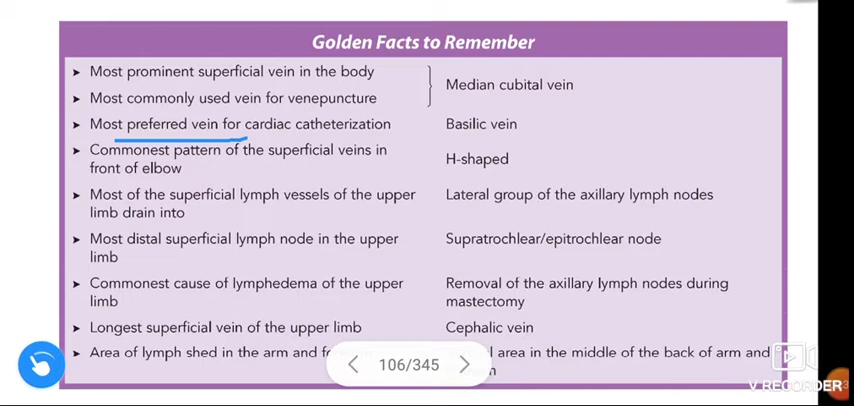 Golden Facts to Remember
➤ Most prominent superficial vein in the body
➤ Most commonly used vein for venepuncture
Median cubital vein
➤ Most preferred vein for cardiac catheterization Basilic vein
➤ Commonest pattern of the superficial veins in
front of elbow
H-shaped
➤ Most of the superficial lymph vessels of the upper
limb drain into
Lateral group of the axillary lymph nodes
➤ Most distal superficial lymph node in the upper
limb
Supratrochlear/epitrochlear node
➤ Commonest cause of lymphedema of the upper
limb
Removal of the axillary lymph nodes during
mastectomy
➤ Longest superficial vein of the upper limb Cephalic vein
➤ Area of lymph shed in the arm and
area in the middle of the back of arm and
106/345
V RECORDER